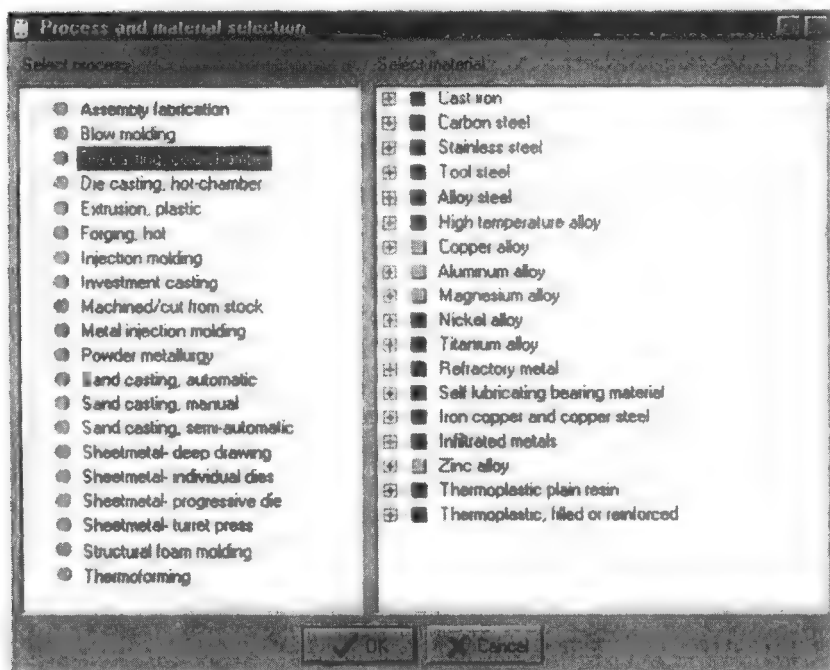 Process and material selection
Select process
Assembly fabrication
Blow molding
Die casting, cold chamber
Die casting, hot-chamber
Extrusion, plastic
Forging, hot
Injection molding
Investment casting
Machined/cut from stock
Metal injection molding
Powder metallurgy
Sand casting, automatic
Sand casting, manual
Sand casting, semi-automatic
Sheetmetal- deep drawing
Sheetmetal- individual dies
Sheetmetal- progressive die
Sheetmetal- turret press
Structural foam molding
Thermoforming
Select material
Cast iron
Carbon steel
Stainless steel
Tool steel
Alloy steel
High temperature alloy
Copper alloy
Aluminum alloy
Magnesium alloy
Nickel alloy
Titanium alloy
Refractory metal
Self lubricating bearing material
Iron copper and copper steel
Infiltrated metals
Zinc alloy
Thermoplastic plain resin
Thermoplastic, filled or reinforced
OK
Cancel